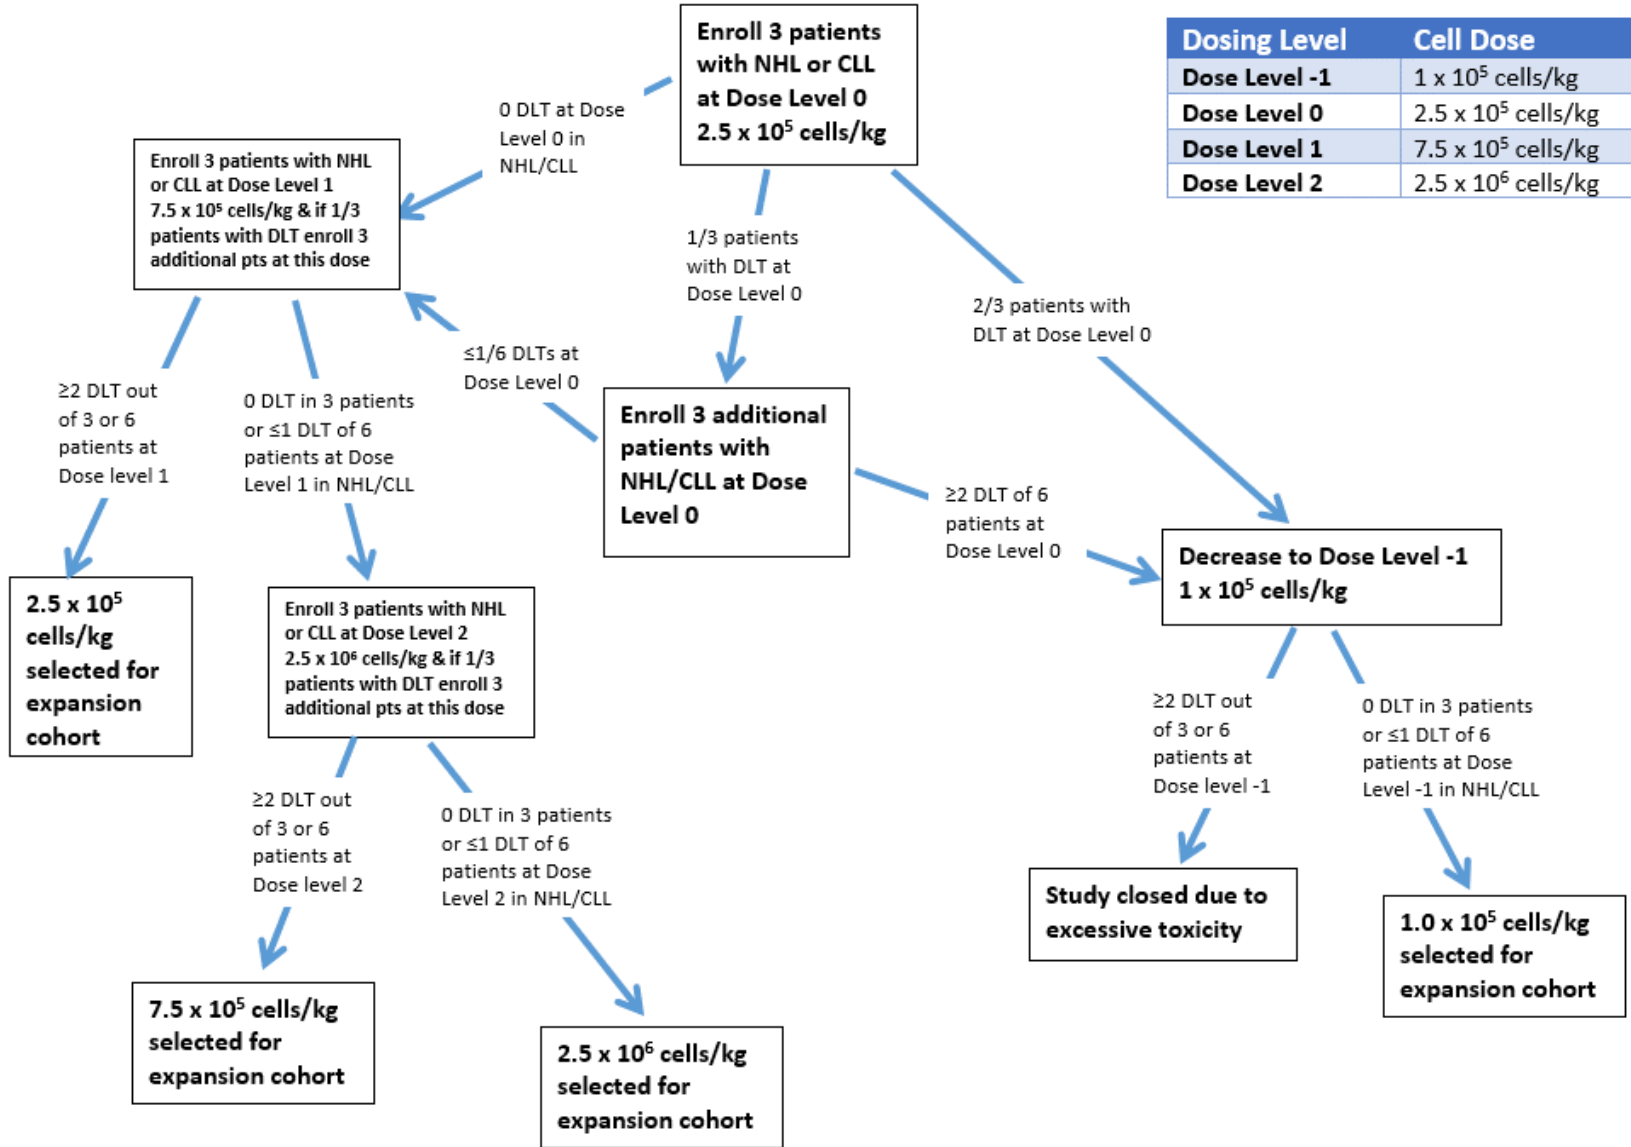 Enroll 3 patients
with NHL or CLL
at Dose Level 0
2.5 x 10⁵ cells/kg
Dosing Level Cell Dose
Dose Level -1 1 x 10⁵ cells/kg
Dose Level 0 2.5 x 10⁵ cells/kg
Dose Level 1 7.5 x 10⁵ cells/kg
Dose Level 2 2.5 x 10⁶ cells/kg
0 DLT at Dose
Level 0 in
NHL/CLL
Enroll 3 patients with NHL
or CLL at Dose Level 1
7.5 x 10⁵ cells/kg & if 1/3
patients with DLT enroll 3
additional pts at this dose
1/3 patients
with DLT at
Dose Level 0
2/3 patients with
DLT at Dose Level 0
≤1/6 DLTs at
Dose Level 0
≥2 DLT out
of 3 or 6
patients at
Dose level 1
0 DLT in 3 patients
or ≤1 DLT of 6
patients at Dose
Level 1 in NHL/CLL
Enroll 3 additional
patients with
NHL/CLL at Dose
Level 0
≥2 DLT of 6
patients at
Dose Level 0
Decrease to Dose Level -1
1 x 10⁵ cells/kg
2.5 x 10⁵
cells/kg
selected for
expansion
cohort
Enroll 3 patients with NHL
or CLL at Dose Level 2
2.5 x 10⁶ cells/kg & if 1/3
patients with DLT enroll 3
additional pts at this dose
≥2 DLT out
of 3 or 6
patients at
Dose level -1
0 DLT in 3 patients
or ≤1 DLT of 6
patients at Dose
Level -1 in NHL/CLL
≥2 DLT out
of 3 or 6
patients at
Dose level 2
0 DLT in 3 patients
or ≤1 DLT of 6
patients at Dose
Level 2 in NHL/CLL
Study closed due to
excessive toxicity
1.0 x 10⁵ cells/kg
selected for
expansion cohort
7.5 x 10⁵ cells/kg
selected for
expansion cohort
2.5 x 10⁶ cells/kg
selected for
expansion cohort